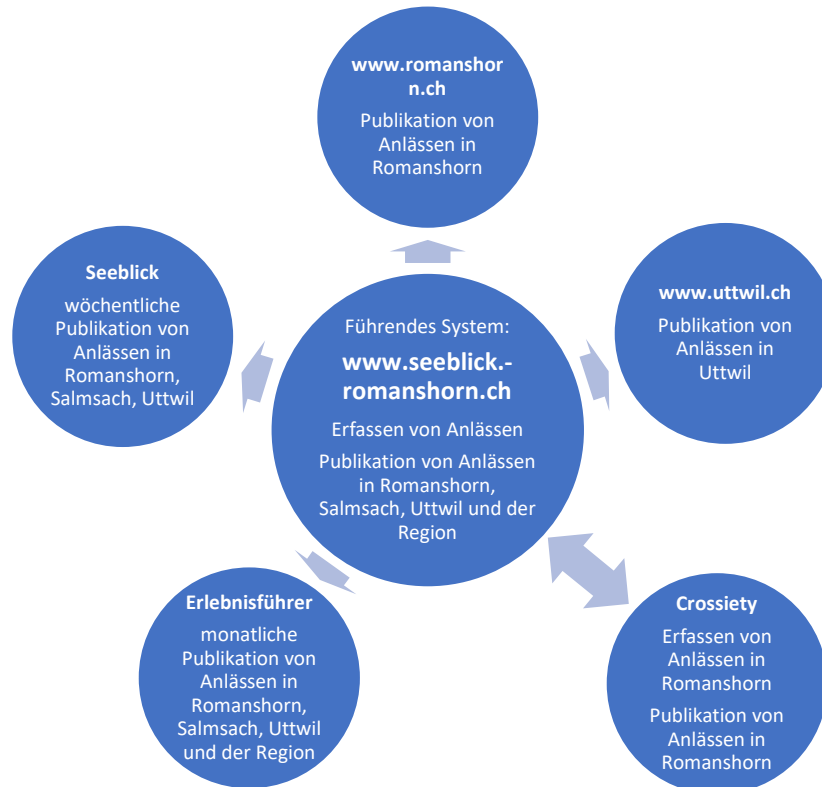 www.romanshor
n.ch
Publikation von
Anlässen in
Romanshorn
Seeblick
wöchentliche
Publikation von
Anlässen in
Romanshorn,
Salmsach, Uttwil
Führendes System:
www.seeblick.-
romanshorn.ch
Erfassen von Anlässen
Publikation von Anlässen
in Romanshorn,
Salmsach, Uttwil und der
Region
www.uttwil.ch
Publikation von
Anlässen in
Uttwil
Erlebnisführer
monatliche
Publikation von
Anlässen in
Romanshorn,
Salmsach, Uttwil
und der Region
Crossiety
Erfassen von
Anlässen in
Romanshorn
Publikation von
Anlässen in
Romanshorn